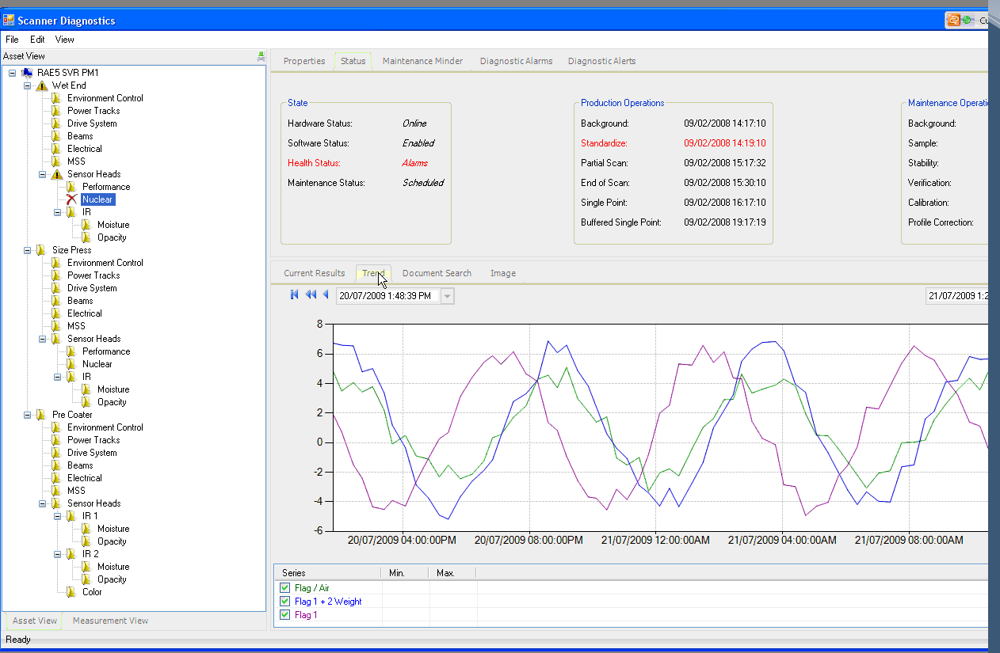 Scanner Diagnostics
File Edit View
Asset View
RAE5 SVR PM1
Wet End
Environment Control
Power Tracks
Drive System
Beams
Electrical
MSS
Sensor Heads
Performance
Nuclear
IR
Moisture
Opacity
Size Press
Environment Control
Power Tracks
Drive System
Beams
Electrical
MSS
Sensor Heads
Performance
Nuclear
IR
Moisture
Opacity
Pre Coater
Environment Control
Power Tracks
Drive System
Beams
Electrical
MSS
Sensor Heads
IR 1
Moisture
Opacity
IR 2
Moisture
Opacity
Color
Asset View Measurement View
Ready
Properties Status Maintenance Minder Diagnostic Alarms Diagnostic Alerts
State
Hardware Status: Online
Software Status: Enabled
Health Status: Alarms
Maintenance Status: Scheduled
Production Operations
Background: 09/02/2008 14:17:10
Standardize: 09/02/2008 14:19:10
Partial Scan: 09/02/2008 15:17:32
End of Scan: 09/02/2008 15:30:10
Single Point: 09/02/2008 16:17:10
Buffered Single Point: 09/02/2008 19:17:19
Maintenance Operati
Background:
Sample:
Stability:
Verification:
Calibration:
Profile Correction:
Current Results Trend Document Search Image
20/07/2009 1:48:39 PM 21/07/2009 1:2
8
6
4
2
0
-2
-4
-6
20/07/2009 04:00:00PM 20/07/2009 08:00:00PM 21/07/2009 12:00:00AM 21/07/2009 04:00:00AM 21/07/2009 08:00:00AM
Series Min. Max.
Flag / Air
Flag 1 + 2 Weight
Flag 1